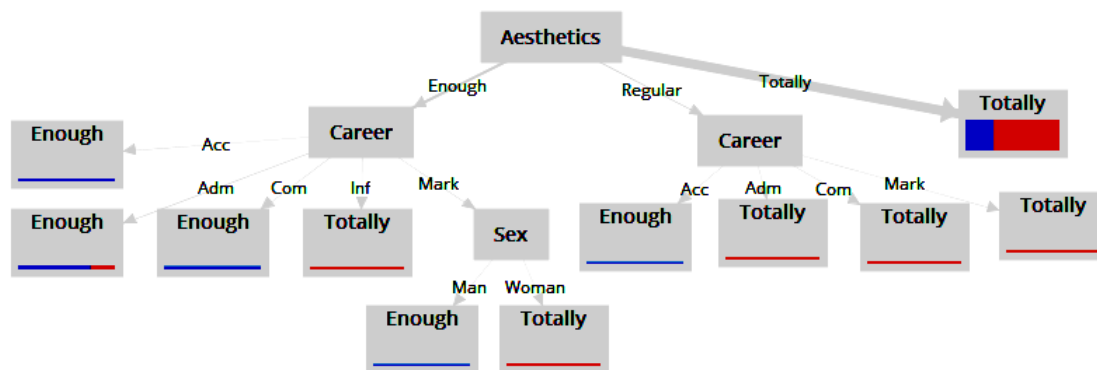 Aesthetics
Enough
Regular
Totally
Totally
Enough
Career
Career
Acc
Adm
Com
Inf
Mark
Acc
Adm
Com
Mark
Enough
Enough
Totally
Sex
Enough
Totally
Totally
Totally
Man
Woman
Enough
Totally